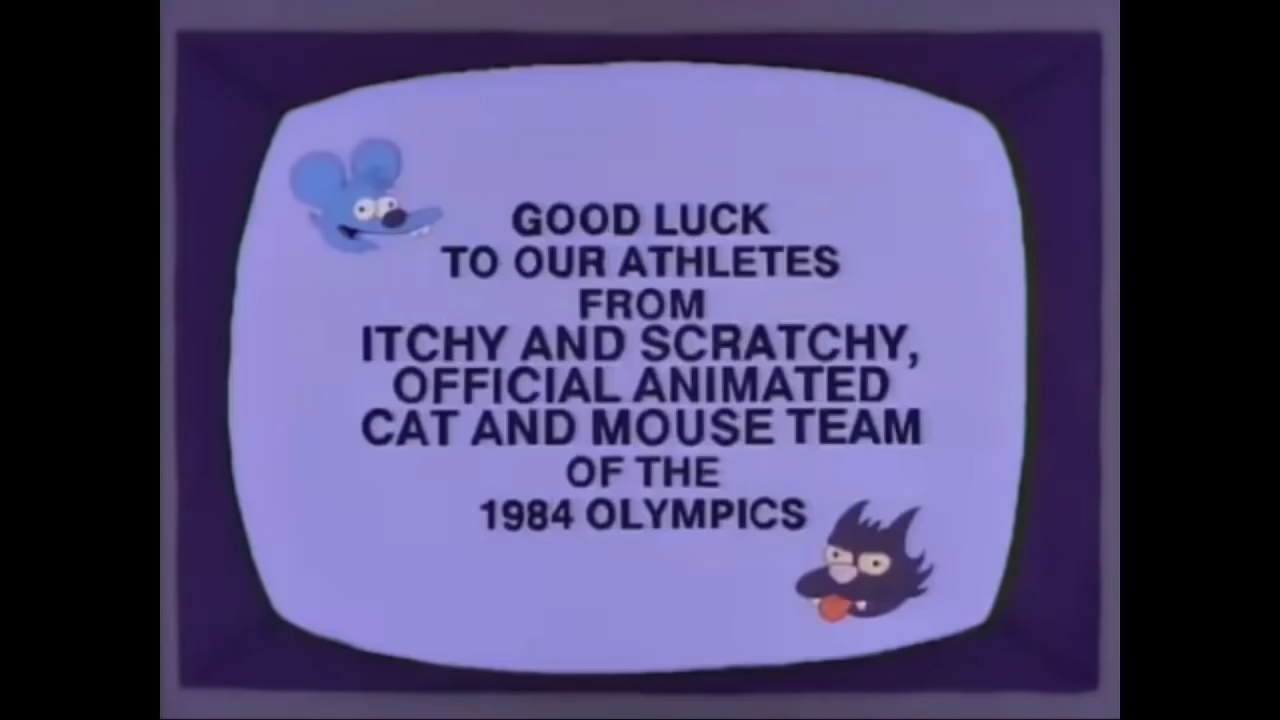 GOOD LUCK
TO OUR ATHLETES
FROM
ITCHY AND SCRATCHY,
OFFICIAL ANIMATED
CAT AND MOUSE TEAM
OF THE
1984 OLYMPICS